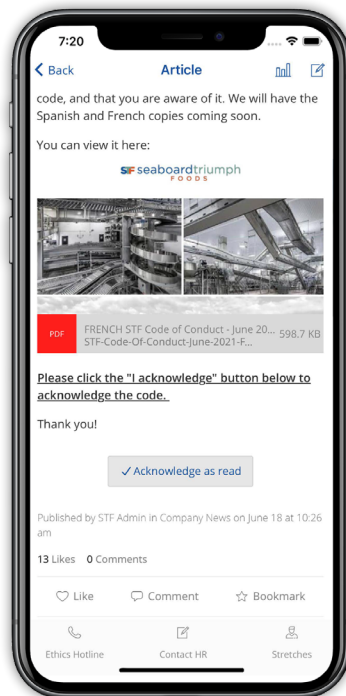 7:20
Back
Article
code, and that you are aware of it. We will have the
Spanish and French copies coming soon.
You can view it here:
STF seaboardtriumph
FOODS
PDF
FRENCH STF Code of Conduct - June 20...
598.7 KB
STF-Code-Of-Conduct-June-2021-F...
Please click the "I acknowledge" button below to
acknowledge the code.
Thank you!
✓ Acknowledge as read
Published by STF Admin in Company News on June 18 at 10:26
am
13 Likes 0 Comments
Like
Comment
Bookmark
Ethics Hotline
Contact HR
Stretches